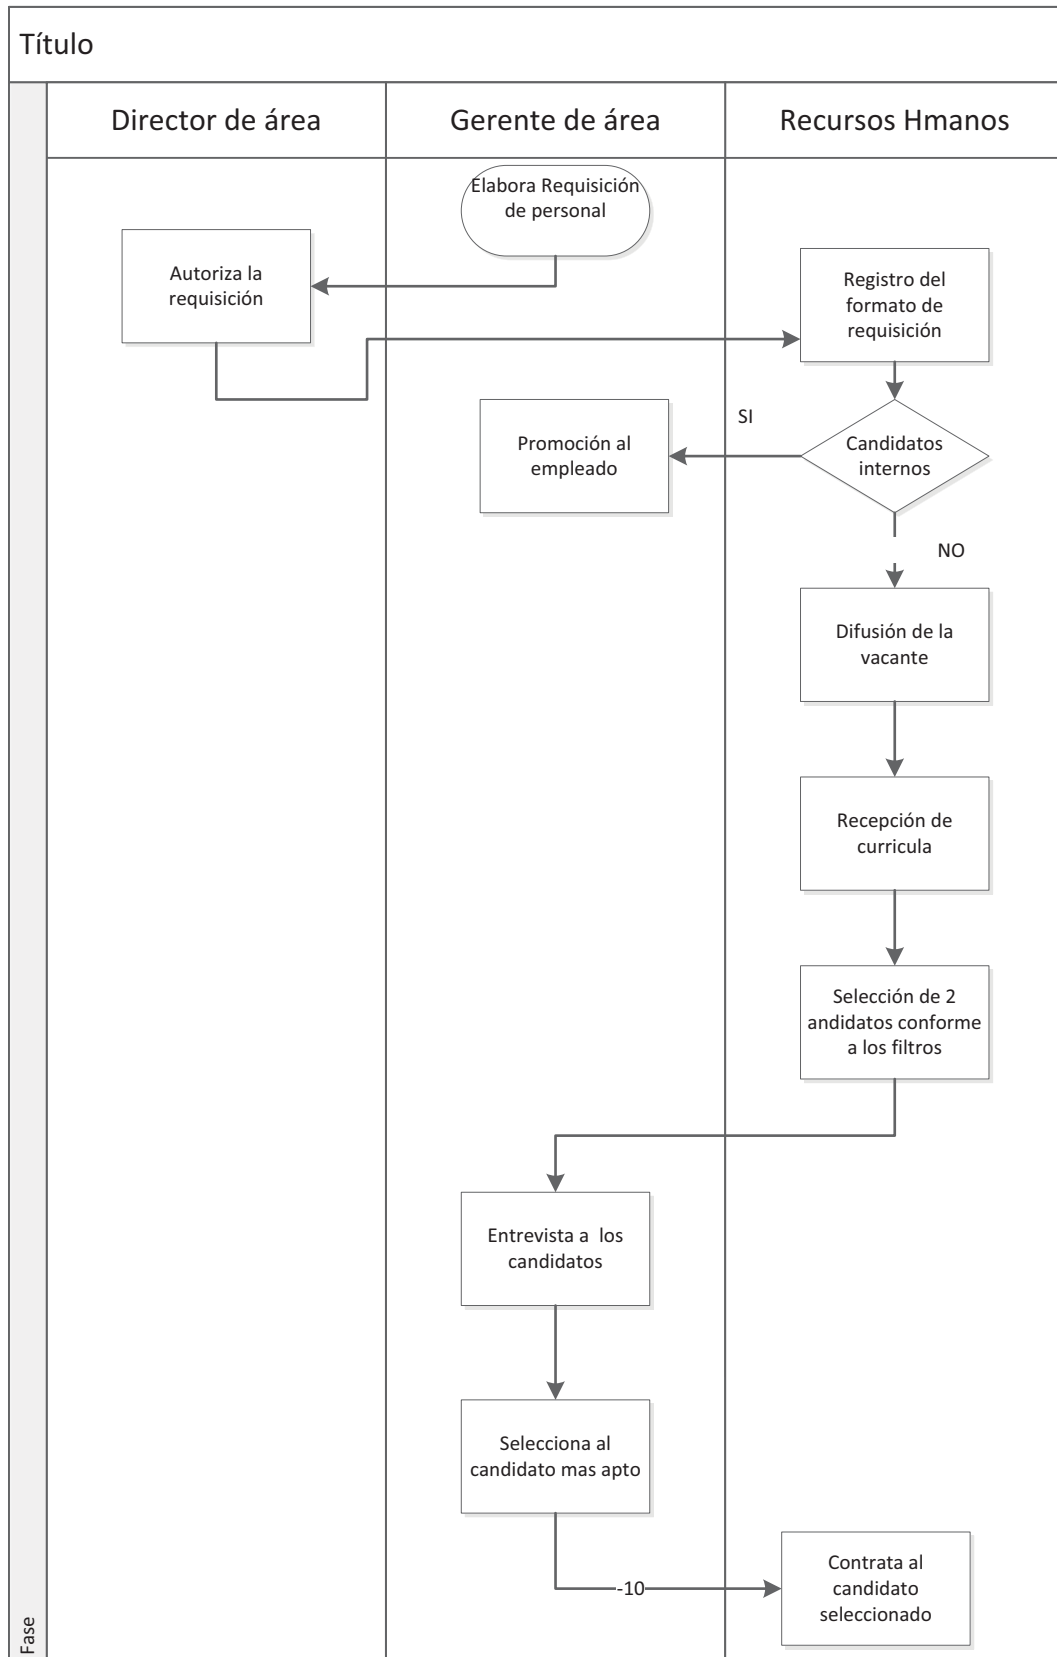 Título
Director de área
Gerente de área
Recursos Hmanos
Elabora Requisición
de personal
Autoriza la
requisición
Registro del
formato de
requisición
SI
Candidatos
internos
Promoción al
empleado
NO
Difusión de la
vacante
Recepción de
curricula
Selección de 2
andidatos conforme
a los filtros
Entrevista a  los
candidatos
Selecciona al
candidato mas apto
-10
Contrata al
candidato
seleccionado
Fase